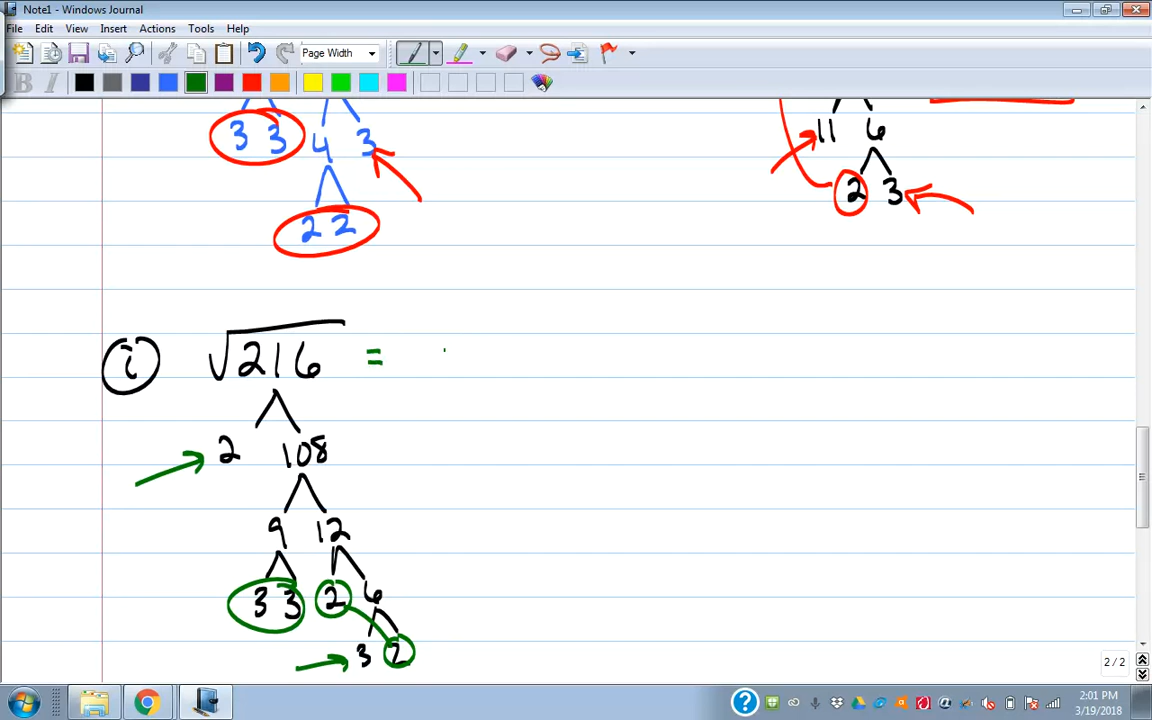 Note1 - Windows Journal
File Edit View Insert Actions Tools Help
Page Width
B I
3 3 4 3
11 6
2 3
2 2
i √216 =
2 108
9 12
3 3 2 6
3 2
2 / 2
2:01 PM
3/19/2018